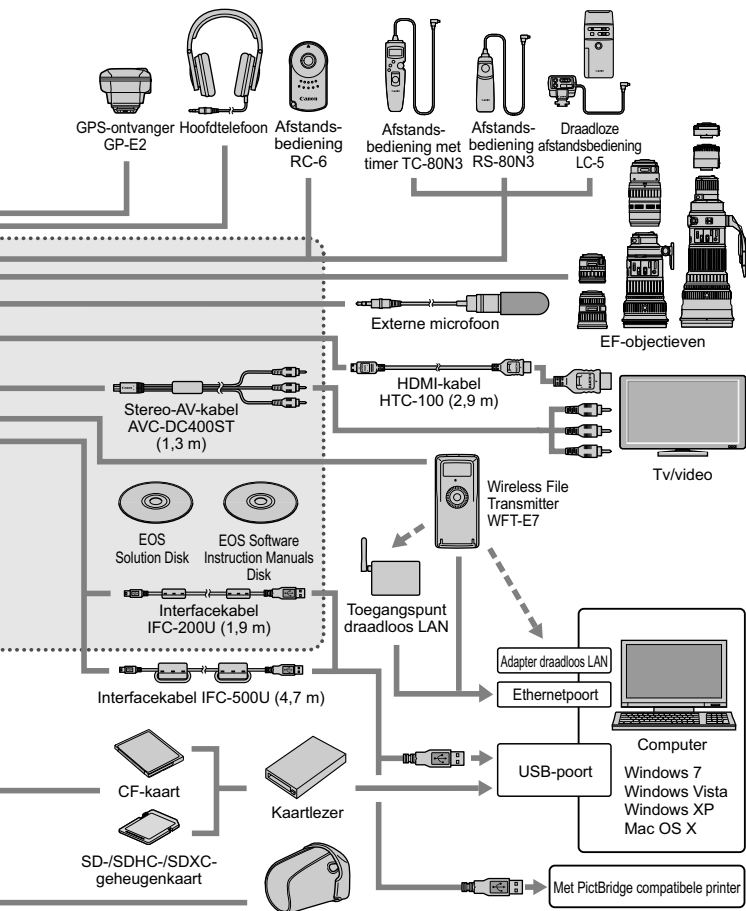 GPS-ontvanger
GP-E2
Hoofdtelefoon
Afstands-
bediening
RC-6
Afstands-
bediening met
timer TC-80N3
Afstands-
bediening
RS-80N3
Draadloze
afstandsbediening
LC-5
Canon
EF-objectieven
Externe microfoon
HDMI-kabel
HTC-100 (2,9 m)
Stereo-AV-kabel
AVC-DC400ST
(1,3 m)
Tv/video
Wireless File
Transmitter
WFT-E7
EOS
Solution Disk
EOS Software
Instruction Manuals
Disk
Toegangspunt
draadloos LAN
Interfacekabel
IFC-200U (1,9 m)
Adapter draadloos LAN
Ethernetpoort
Interfacekabel IFC-500U (4,7 m)
Computer
USB-poort
Windows 7
Windows Vista
Windows XP
Mac OS X
CF-kaart
Kaartlezer
SD-/SDHC-/SDXC-
geheugenkaart
Met PictBridge compatibele printer